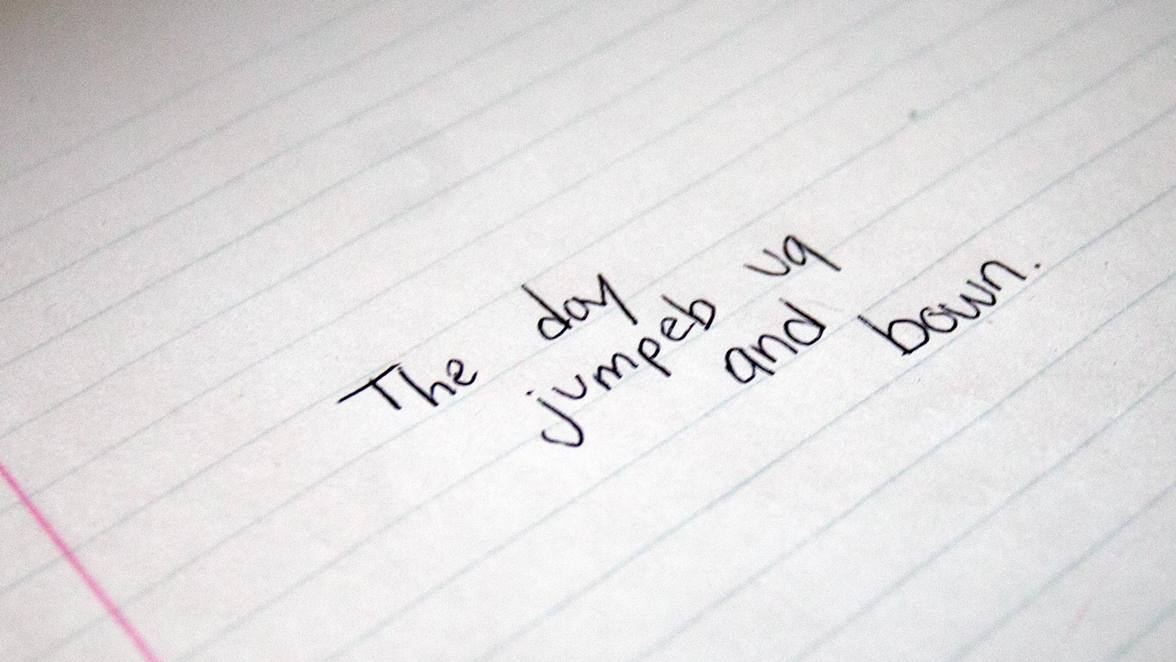 The day
jumpeb uq
and bown.